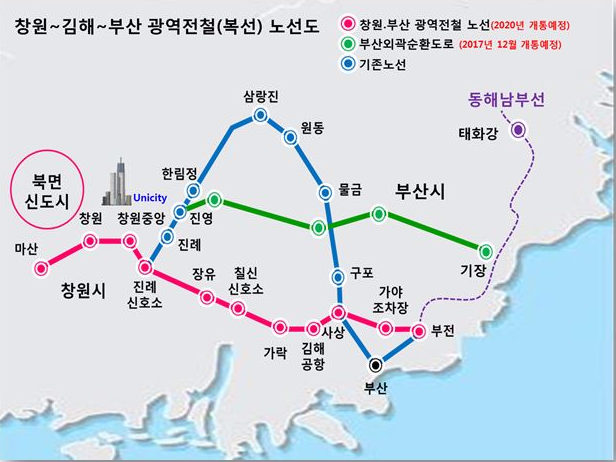 창원~김해~부산 광역전철(복선) 노선도
창원.부산 광역전철 노선(2020년 개통예정)
부산외곽순환도로 (2017년 12월 개통예정)
기존노선
동해남부선
태화강
삼랑진
원동
한림정
물금
부산시
북면
신도시
Unicity
창원
창원중앙
진영
마산
진례
구포
기장
창원시
진례
신호소
장유
칠신
신호소
가야
조차장
사상
부전
가락
김해
공항
부산